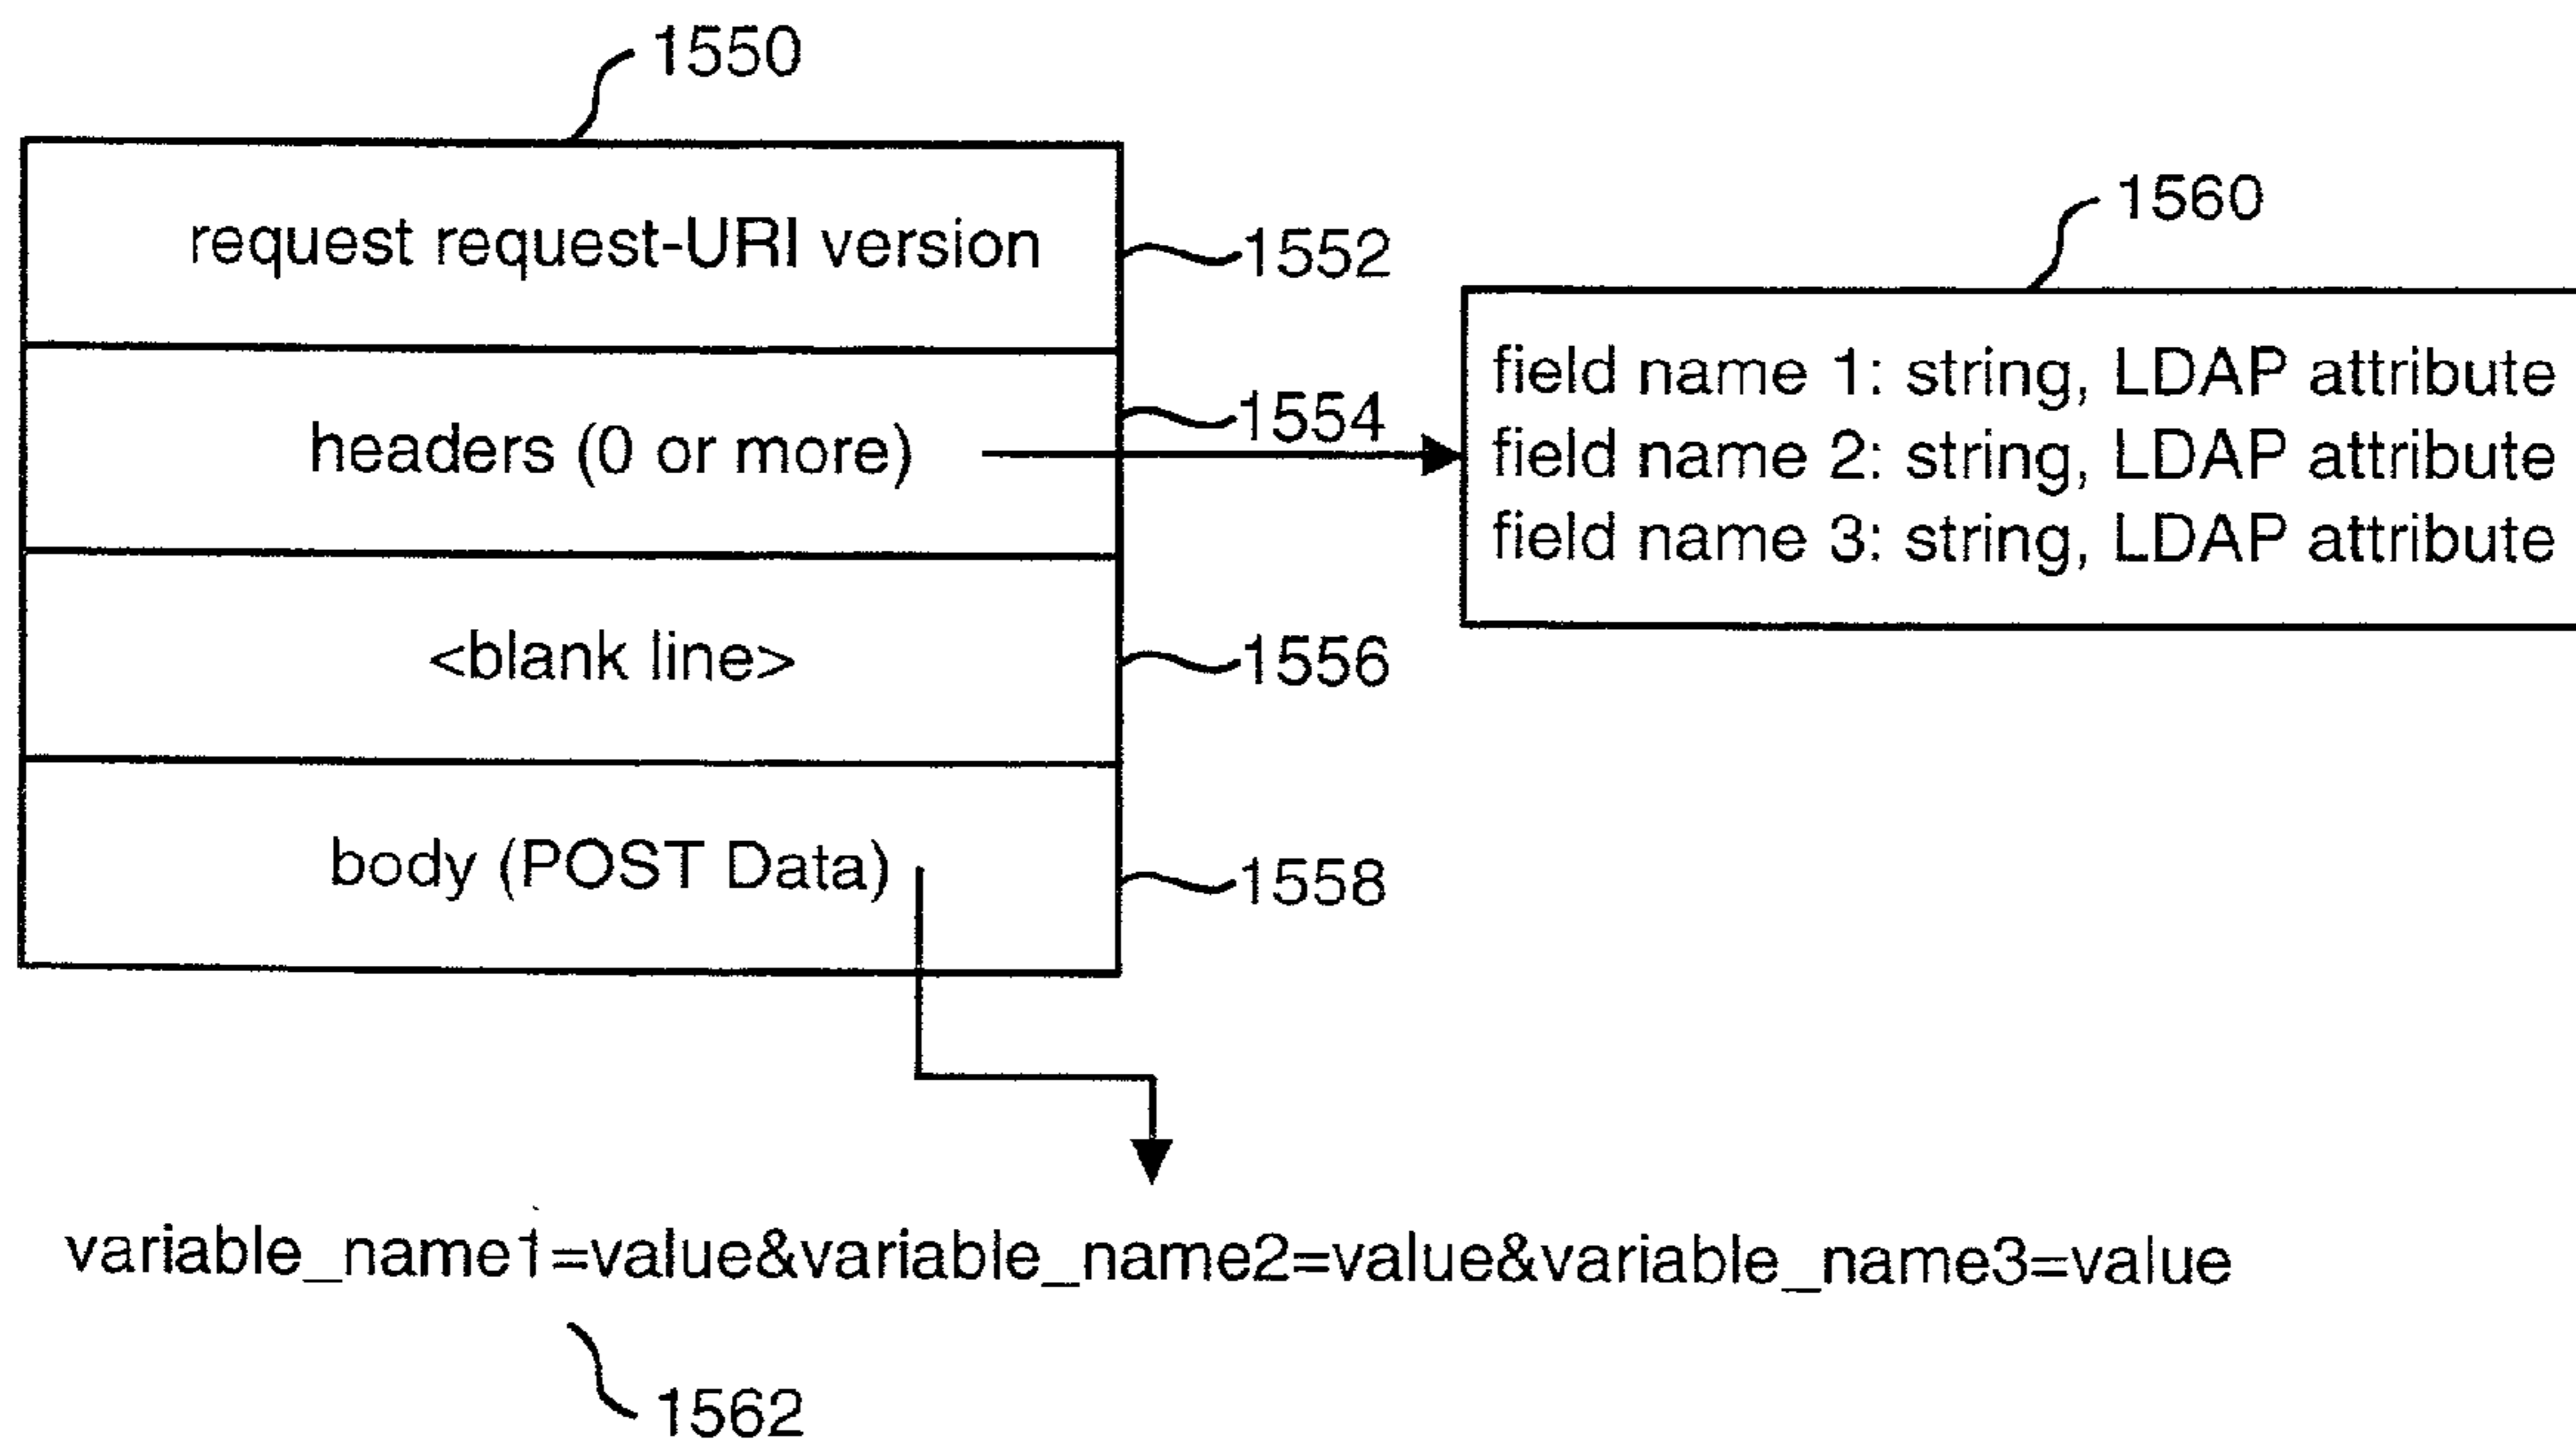 1550
request request-URI version
1552
1560
headers (0 or more)
1554
field name 1: string, LDAP attribute
field name 2: string, LDAP attribute
field name 3: string, LDAP attribute
<blank line>
1556
body (POST Data)
1558
variable_name1=value&variable_name2=value&variable_name3=value
1562